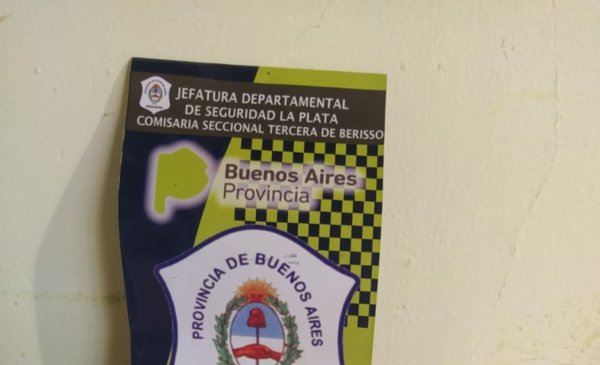 JEFATURA DEPARTAMENTAL
DE SEGURIDAD LA PLATA
COMISARIA SECCIONAL TERCERA DE BERISSO
Buenos Aires
Provincia
PROVINCIA DE BUENOS AIRES